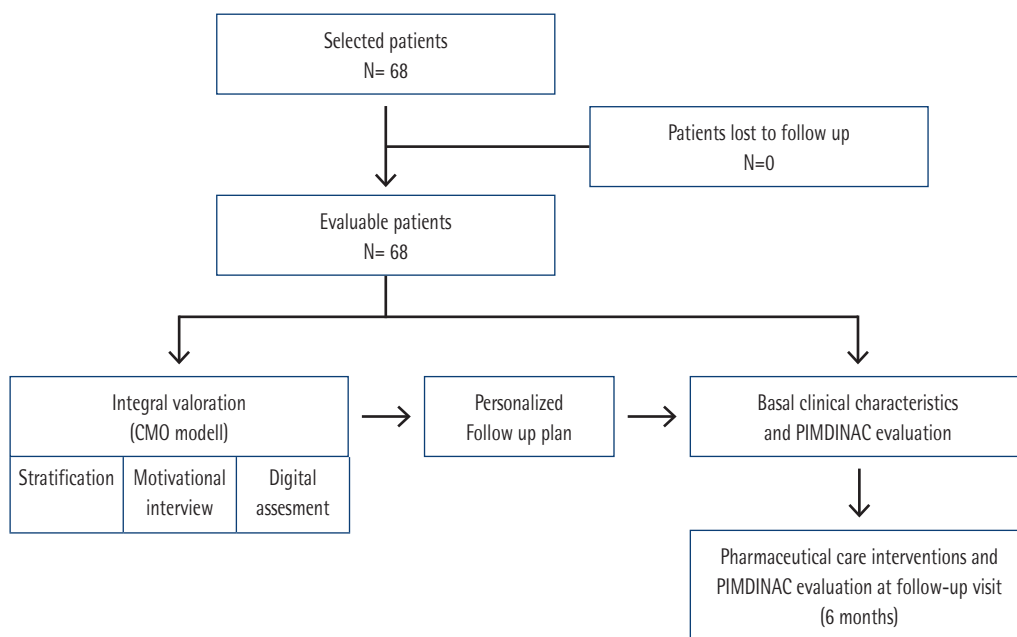 Selected patients
N= 68
Patients lost to follow up
N=0
Evaluable patients
N= 68
Integral valoration
(CMO modell)
Stratification
Motivational
interview
Digital
assesment
Personalized
Follow up plan
Basal clinical characteristics
and PIMDINAC evaluation
Pharmaceutical care interventions and
PIMDINAC evaluation at follow-up visit
(6 months)